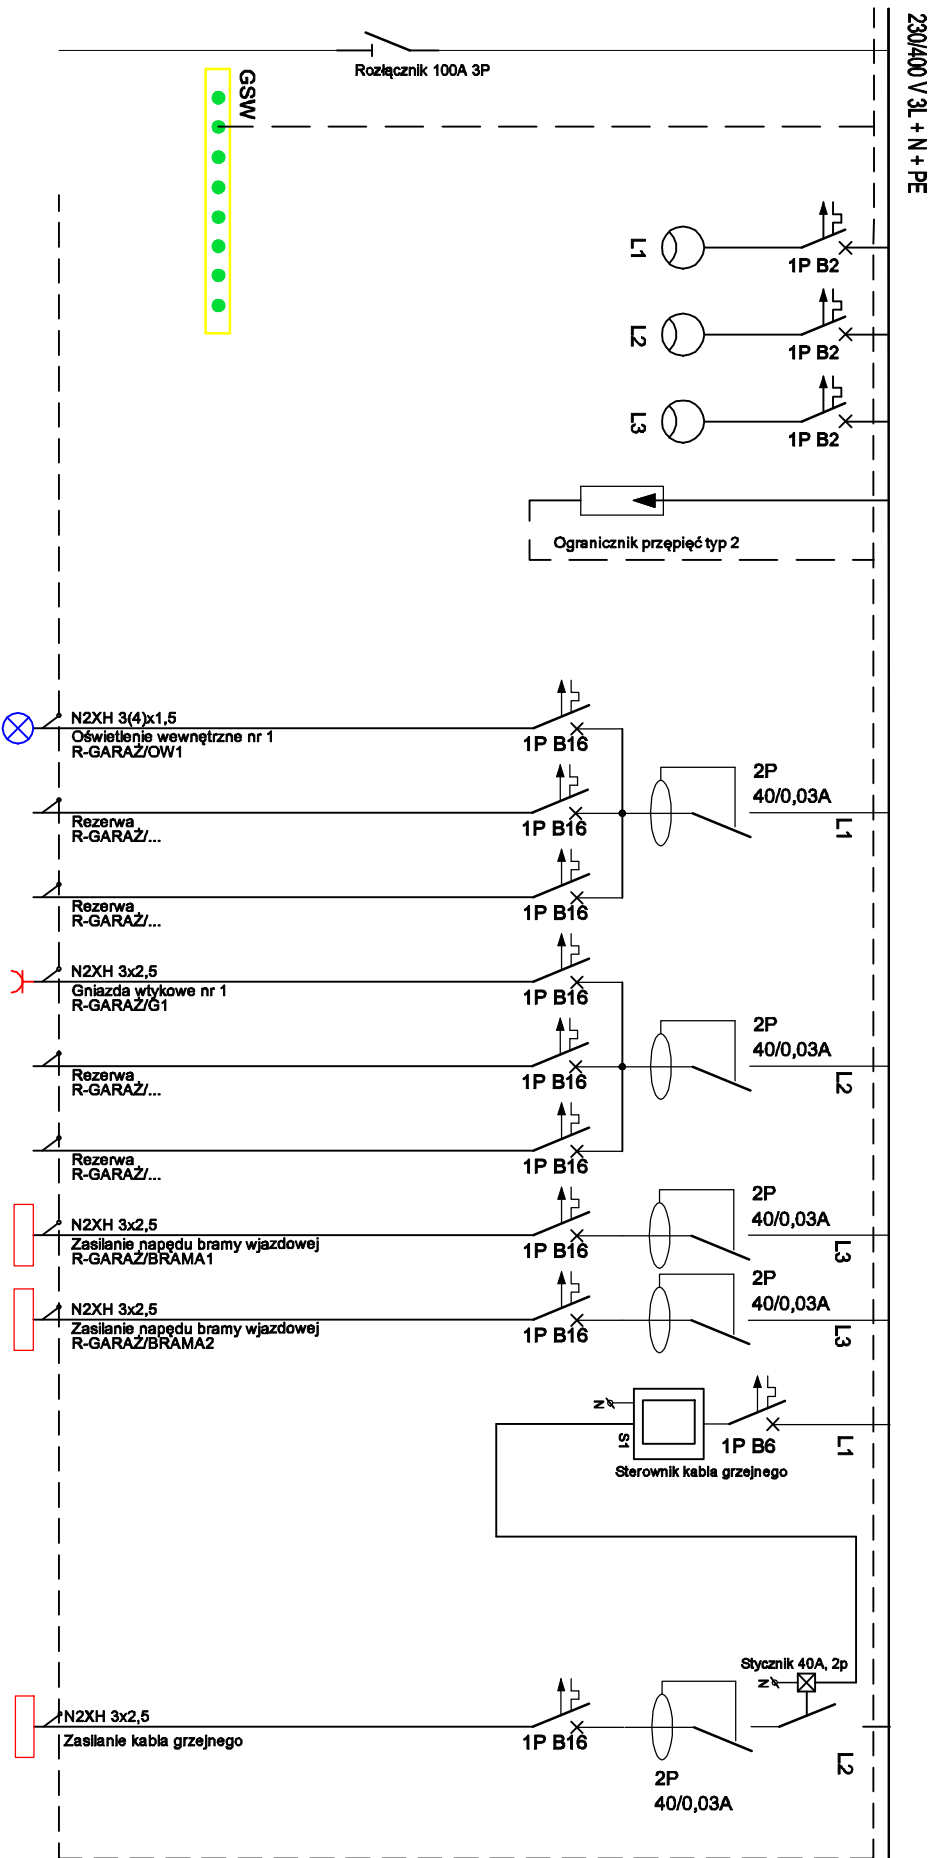 230/400 V 3L + N + PE
Rozłącznik 100A 3P
GSW
L1
1P B2
L2
1P B2
L3
1P B2
Ogranicznik przępięć typ 2
N2XH 3(4)x1,5
Oświetlenie wewnętrzne nr 1
R-GARAŻ/OW1
1P B16
2P
40/0,03A
L1
Rezerwa
R-GARAŻ/...
1P B16
Rezerwa
R-GARAŻ/...
1P B16
N2XH 3x2,5
Gniazda wtykowe nr 1
R-GARAŻ/G1
1P B16
2P
40/0,03A
L2
Rezerwa
R-GARAŻ/...
1P B16
Rezerwa
R-GARAŻ/...
1P B16
N2XH 3x2,5
Zasilanie napędu bramy wjazdowej
R-GARAŻ/BRAMA1
1P B16
2P
40/0,03A
L3
N2XH 3x2,5
Zasilanie napędu bramy wjazdowej
R-GARAŻ/BRAMA2
1P B16
2P
40/0,03A
L3
N
S1
1P B6
L1
Sterownik kabla grzejnego
Stycznik 40A, 2p
N
N2XH 3x2,5
Zasilanie kabla grzejnego
1P B16
L2
2P
40/0,03A